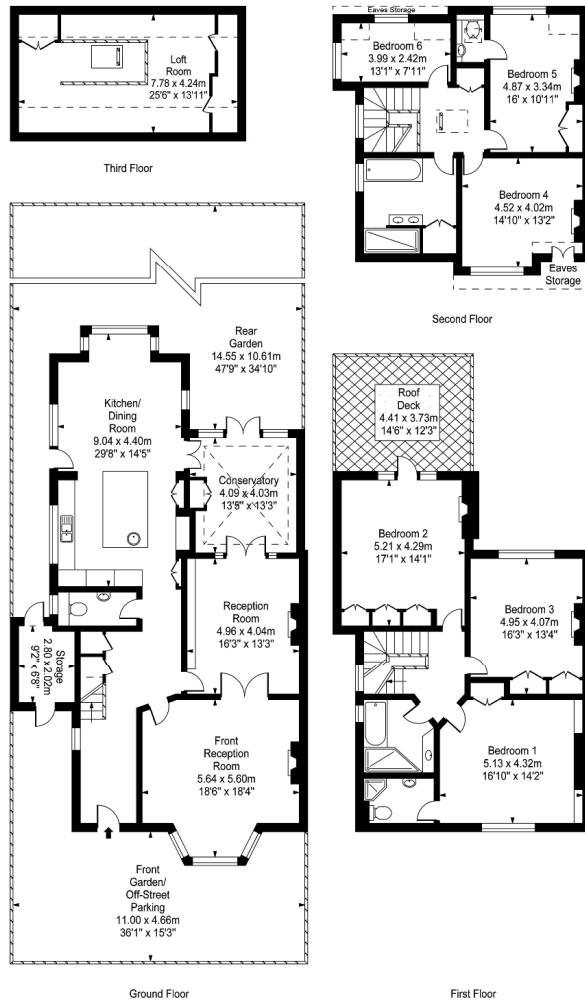 Loft
Room
7.78 x 4.24m
25'6" x 13'11"
Third Floor
Eaves Storage
Bedroom 6
3.99 x 2.42m
13'1" x 7'11"
Bedroom 5
4.87 x 3.34m
16' x 10'11"
Bedroom 4
4.52 x 4.02m
14'10" x 13'2"
Eaves
Storage
Second Floor
Rear
Garden
14.55 x 10.61m
47'9" x 34'10"
Kitchen/
Dining
Room
9.04 x 4.40m
29'8" x 14'5"
Conservatory
4.09 x 4.03m
13'5" x 13'3"
Reception
Room
4.96 x 4.04m
16'3" x 13'3"
Storage
2.80 x 2.02m
9'2" x 6'8"
Front
Reception
Room
5.64 x 5.60m
18'6" x 18'4"
Front
Garden/
Off-Street
Parking
11.00 x 4.66m
36'1" x 15'3"
Ground Floor
Roof
Deck
4.41 x 3.73m
14'6" x 12'3"
Bedroom 2
5.21 x 4.29m
17'1" x 14'1"
Bedroom 3
4.95 x 4.07m
16'3" x 13'4"
Bedroom 1
5.13 x 4.32m
16'10" x 14'2"
First Floor